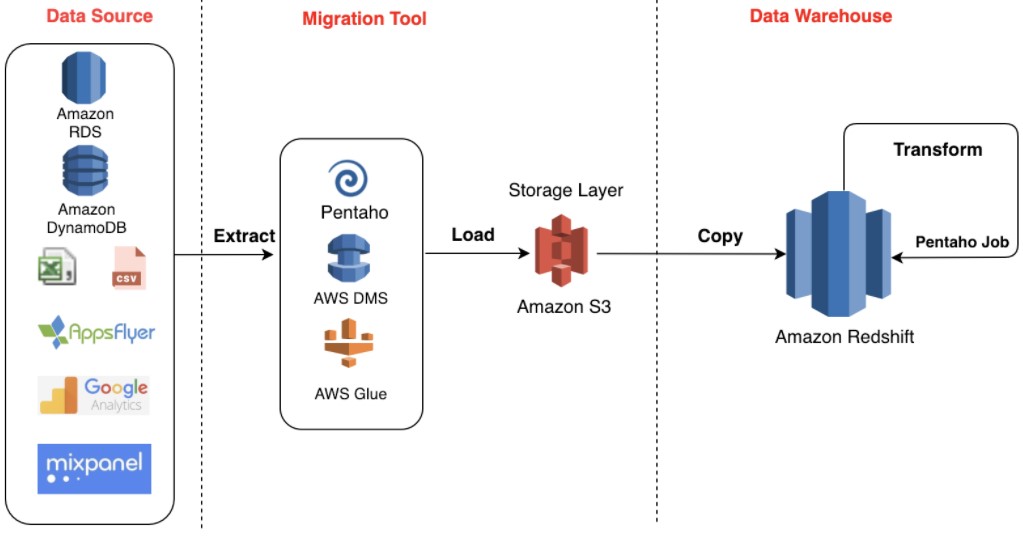 Data Source
Migration Tool
Data Warehouse
Amazon
RDS
Amazon
DynamoDB
csv
AppsFlyer
Google
Analytics
mixpanel
Extract
Pentaho
AWS DMS
AWS Glue
Load
Storage Layer
Amazon S3
Copy
Transform
Pentaho Job
Amazon Redshift